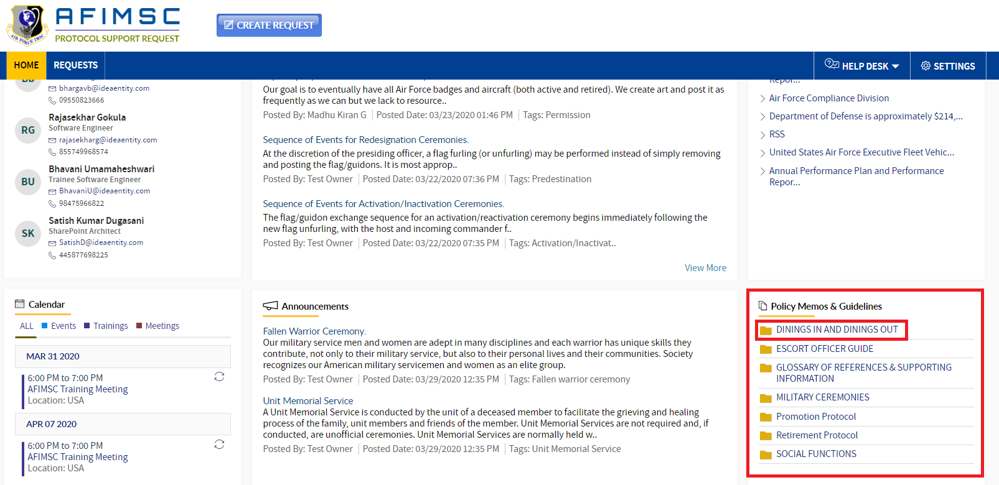 AFIMSC
PROTOCOL SUPPORT REQUEST
AIR FORCE IMSC
CREATE REQUEST
HOME
REQUESTS
HELP DESK
SETTINGS
Bb
bhargavb@ideaentity.com
09550823666
RG
Rajasekhar Gokula
Software Engineer
rajasekharg@ideaentity.com
855749968574
BU
Bhavani Umamaheshwari
Trainee Software Engineer
BhavaniU@ideaentity.com
98475966822
SK
Satish Kumar Dugasani
SharePoint Architect
SatishD@ideaentity.com
445877698225
Our goal is to eventually have all Air Force badges and aircraft (both active and retired). We create art and post it as
frequently as we can but we lack to resource..
Posted By: Madhu Kiran G Posted Date: 03/23/2020 01:46 PM Tags: Permission
Sequence of Events for Redesignation Ceremonies.
At the discretion of the presiding officer, a flag furling (or unfurling) may be performed instead of simply removing
and posting the flag/guidons. It is most approp..
Posted By: Test Owner Posted Date: 03/22/2020 07:36 PM Tags: Predestination
Sequence of Events for Activation/Inactivation Ceremonies.
The flag/guidon exchange sequence for an activation/reactivation ceremony begins immediately following the
new flag unfurling, with the host and incoming commander f..
Posted By: Test Owner Posted Date: 03/22/2020 07:35 PM Tags: Activation/Inactivat..
View More
Repor...
Air Force Compliance Division
Department of Defense is approximately $214,...
RSS
United States Air Force Executive Fleet Vehic...
Annual Performance Plan and Performance
Repor...
Calendar
ALL Events Trainings Meetings
MAR 31 2020
6:00 PM to 7:00 PM
AFIMSC Training Meeting
Location: USA
APR 07 2020
6:00 PM to 7:00 PM
AFIMSC Training Meeting
Location: USA
Announcements
Fallen Warrior Ceremony.
Our military service men and women are adept in many disciplines and each warrior has unique skills they
contribute, not only to their military service, but also to their personal lives and their communities. Society
recognizes our American military servicemen and women as an elite group.
Posted By: Test Owner Posted Date: 03/29/2020 12:35 PM Tags: Fallen warrior ceremony
Unit Memorial Service
A Unit Memorial Service is conducted by the unit of a deceased member to facilitate the grieving and healing
process of the family, unit members and friends of the member. Unit Memorial Services are not required and, if
conducted, are unofficial ceremonies. Unit Memorial Services are normally held w..
Posted By: Test Owner Posted Date: 03/29/2020 12:35 PM Tags: Unit Memorial Service
Policy Memos & Guidelines
DININGS IN AND DININGS OUT
ESCORT OFFICER GUIDE
GLOSSARY OF REFERENCES & SUPPORTING
INFORMATION
MILITARY CEREMONIES
Promotion Protocol
Retirement Protocol
SOCIAL FUNCTIONS